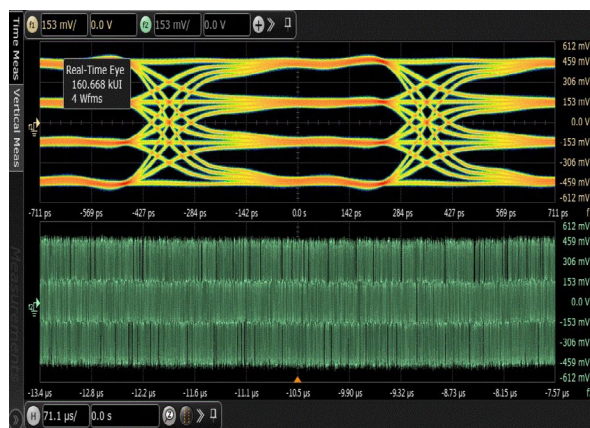 f1 153 mV/ 0.0 V f2 153 mV/ 0.0 V
Time Meas
Vertical Meas
Measurements
Real-Time Eye
160.668 kUI
4 Wfms
612 mV
459 mV
306 mV
153 mV
0.0 V
-153 mV
-306 mV
-459 mV
-612 mV
-711 ps -569 ps -427 ps -284 ps -142 ps 0.0 s 142 ps 284 ps 427 ps 569 ps 711 ps
612 mV
459 mV
306 mV
153 mV
0.0 V
-153 mV
-306 mV
-459 mV
-612 mV
-13.4 µs -12.8 µs -12.2 µs -11.6 µs -11.1 µs -10.5 µs -9.90 µs -9.32 µs -8.73 µs -8.15 µs -7.57 µs
H 71.1 µs/ 0.0 s